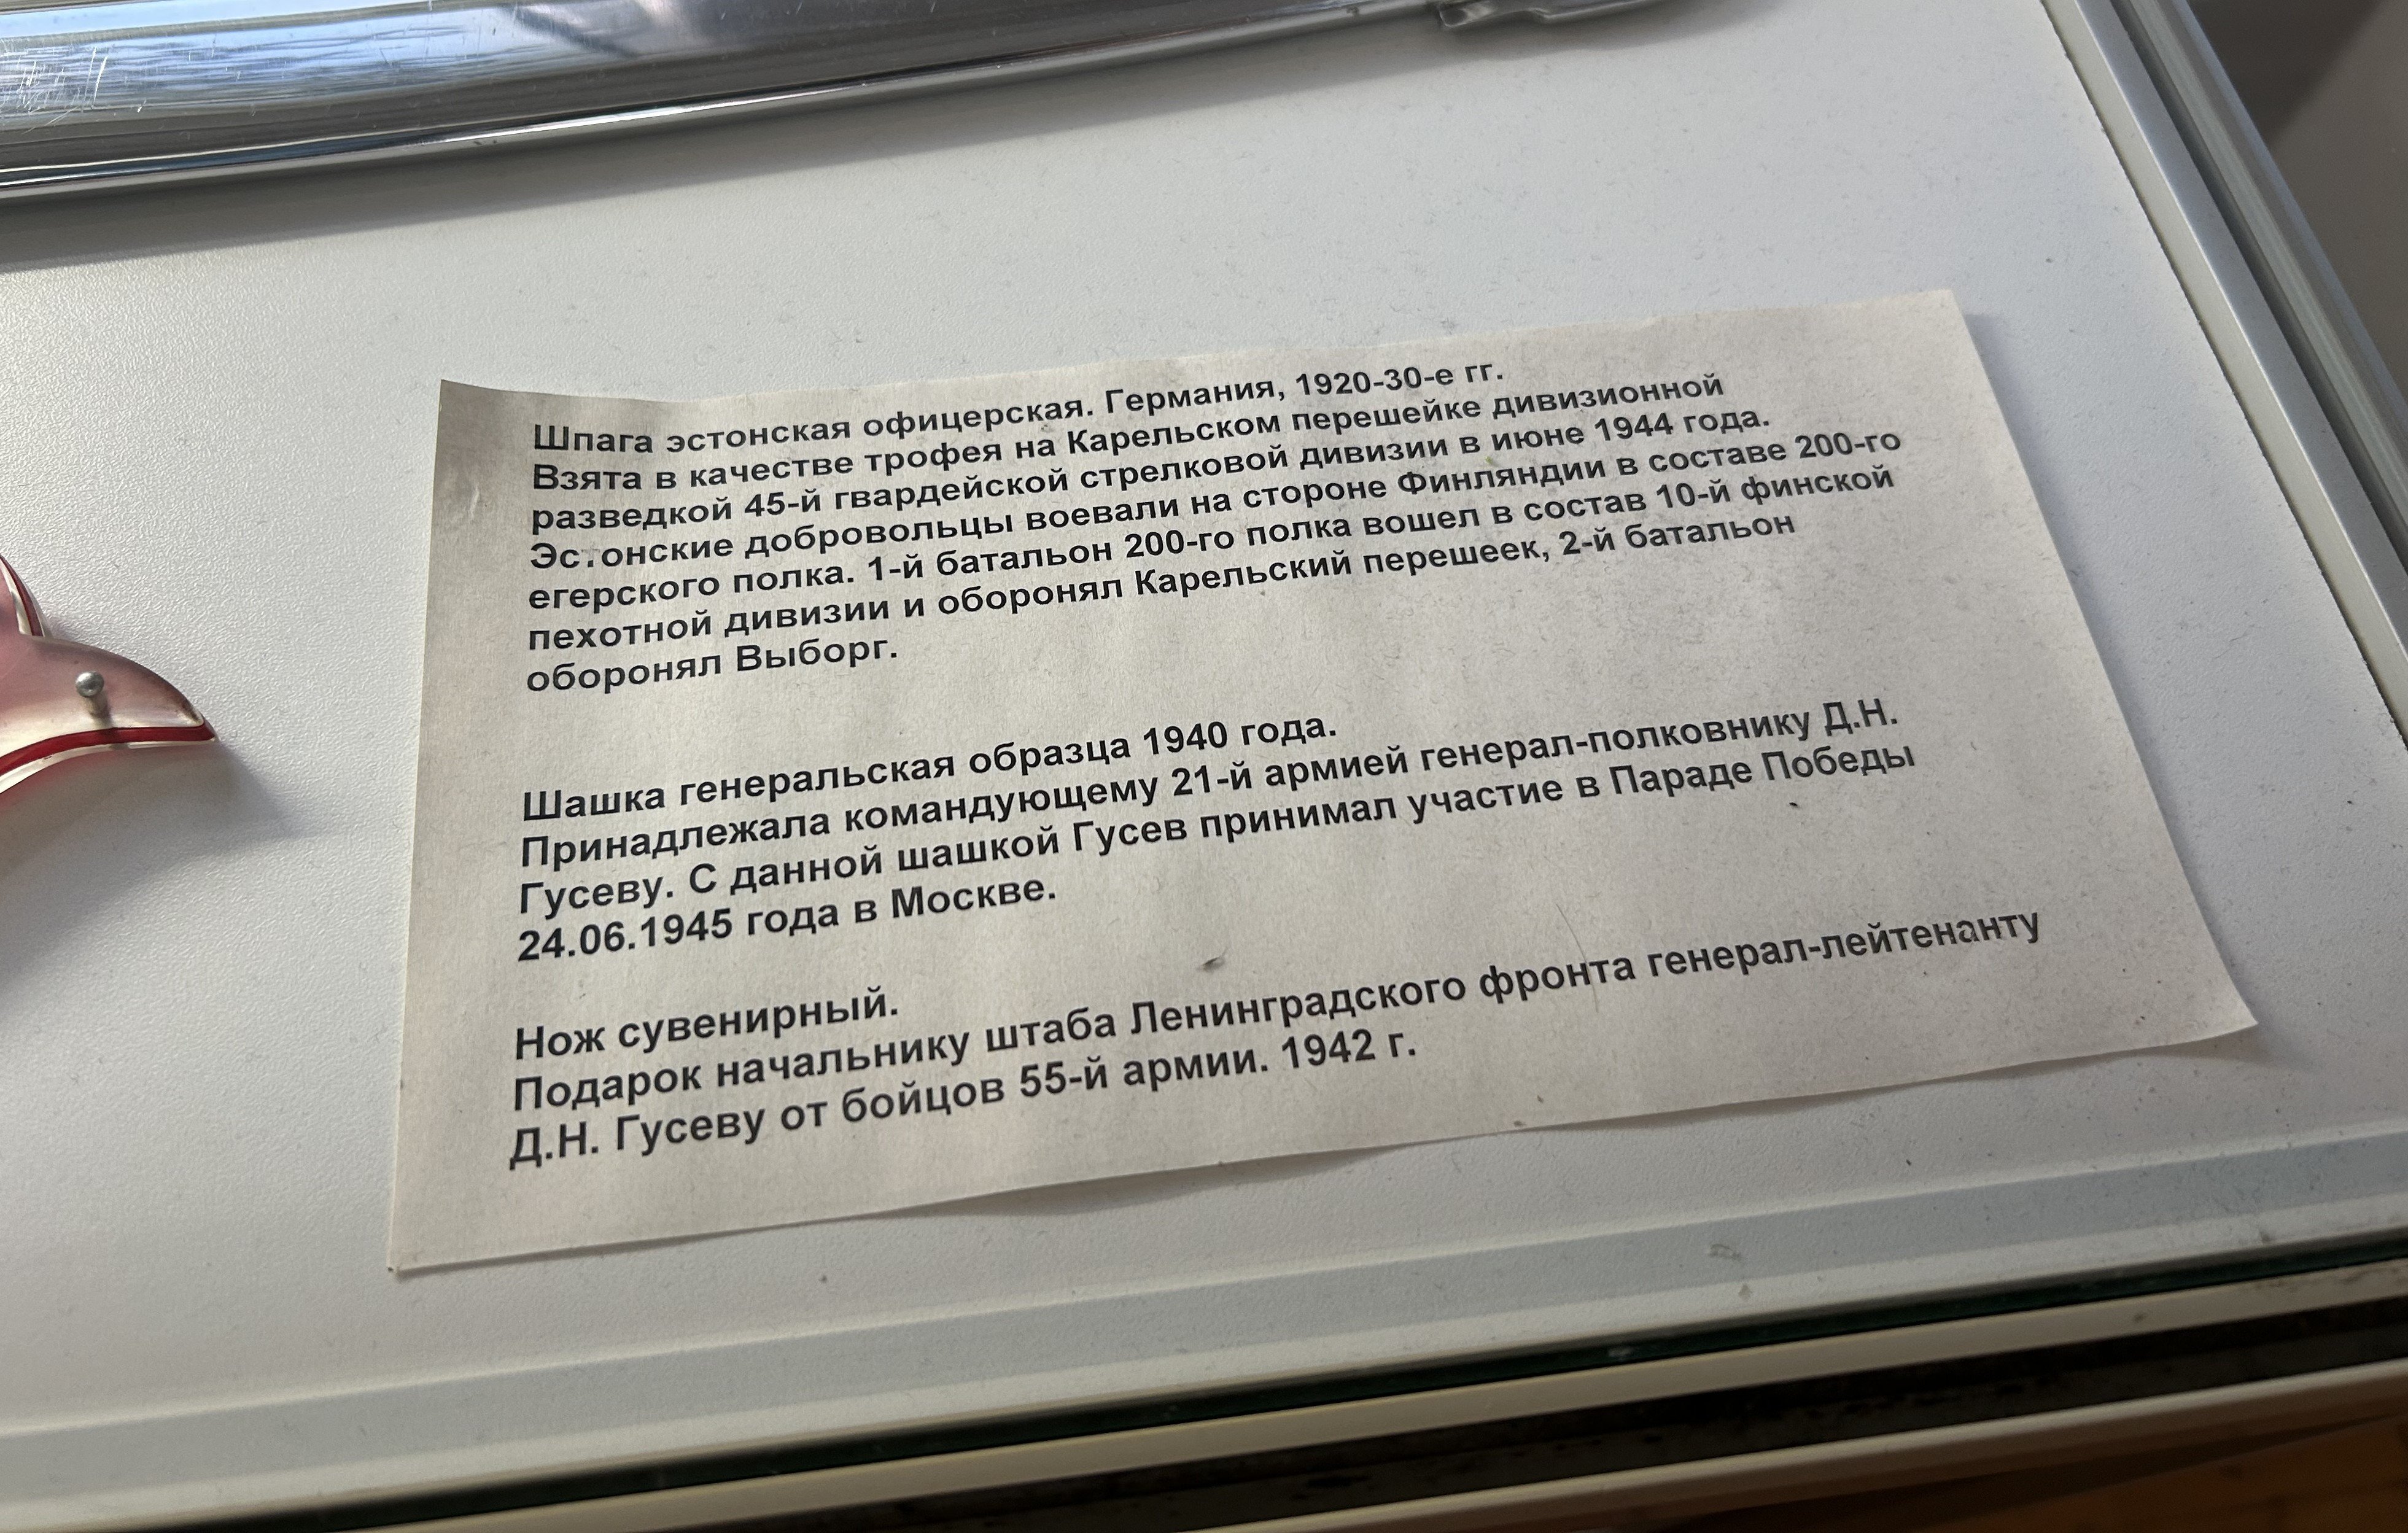 Шпага эстонская офицерская. Германия, 1920-30-е гг.
Взята в качестве трофея на Карельском перешейке дивизионной
разведкой 45-й гвардейской стрелковой дивизии в июне 1944 года.
Эстонские добровольцы воевали на стороне Финляндии в составе 200-го
егерского полка. 1-й батальон 200-го полка вошел в состав 10-й финской
пехотной дивизии и оборонял Карельский перешеек, 2-й батальон
оборонял Выборг.
Шашка генеральская образца 1940 года.
Принадлежала командующему 21-й армией генерал-полковнику Д.Н.
Гусеву. С данной шашкой Гусев принимал участие в Параде Победы
24.06.1945 года в Москве.
Нож сувенирный.
Подарок начальнику штаба Ленинградского фронта генерал-лейтенанту
Д.Н. Гусеву от бойцов 55-й армии. 1942 г.